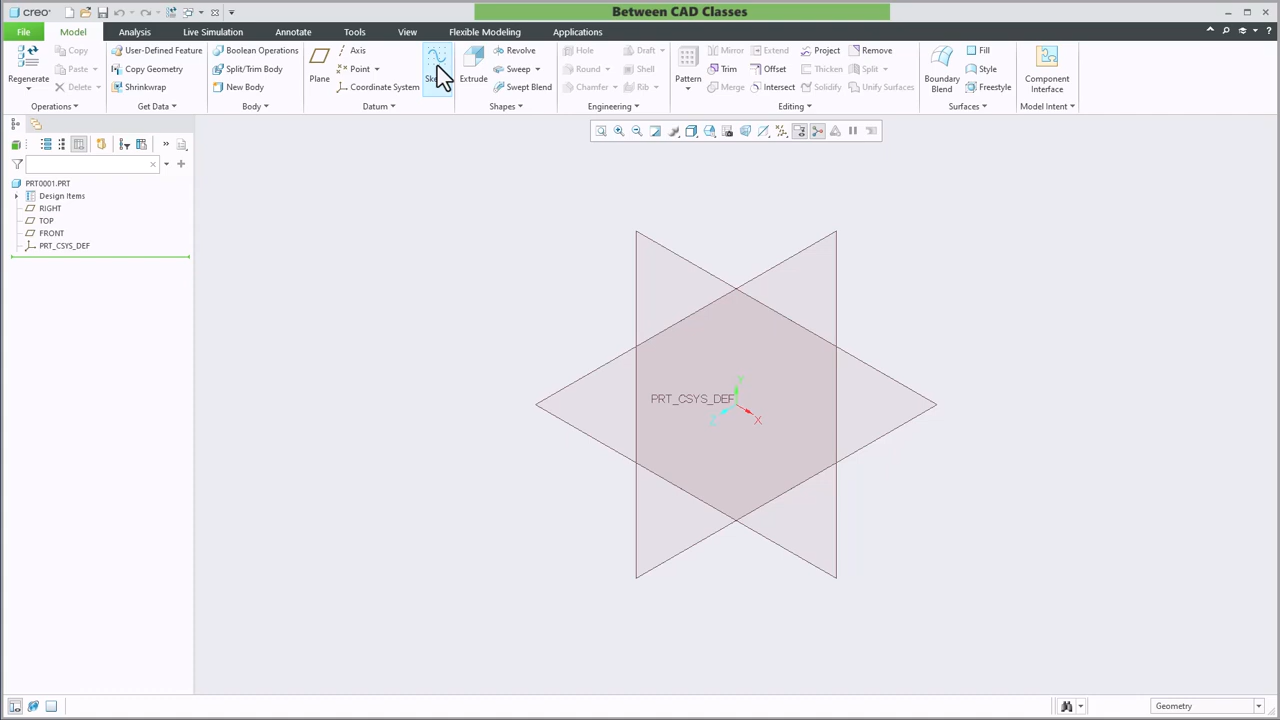 creo
Between CAD Classes
File Model Analysis Live Simulation Annotate Tools View Flexible Modeling Applications
Copy User-Defined Feature Boolean Operations Axis Revolve Hole Draft Mirror Extend Project Remove Fill
Paste Copy Geometry Split/Trim Body Point Sweep Round Shell Trim Offset Thicken Split Style
Regenerate Plane Extrude Pattern Boundary Blend Component Interface
Delete Shrinkwrap New Body Coordinate System Swept Blend Chamfer Rib Merge Intersect Solidify Unify Surfaces Freestyle
Operations Get Data Body Datum Shapes Engineering Editing Surfaces Model Intent
PRT0001.PRT
Design Items
RIGHT
TOP
FRONT
PRT_CSYS_DEF
Y
PRT_CSYS_DEF
Z X
Geometry